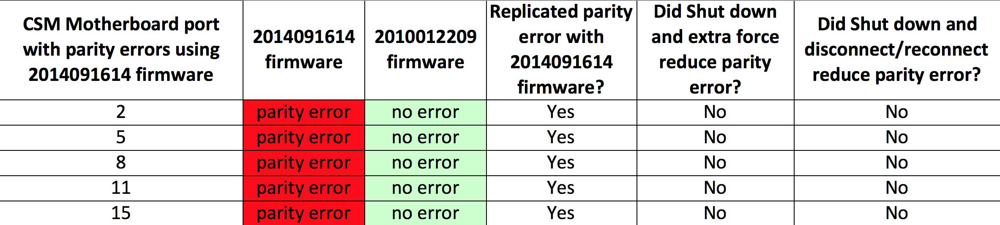 CSM Motherboard port
with parity errors using
2014091614 firmware
2014091614
firmware
2010012209
firmware
Replicated parity
error with
2014091614
firmware?
Did Shut down
and extra force
reduce parity
error?
Did Shut down and
disconnect/reconnect
reduce parity error?
2 parity error no error Yes No No
5 parity error no error Yes No No
8 parity error no error Yes No No
11 parity error no error Yes No No
15 parity error no error Yes No No